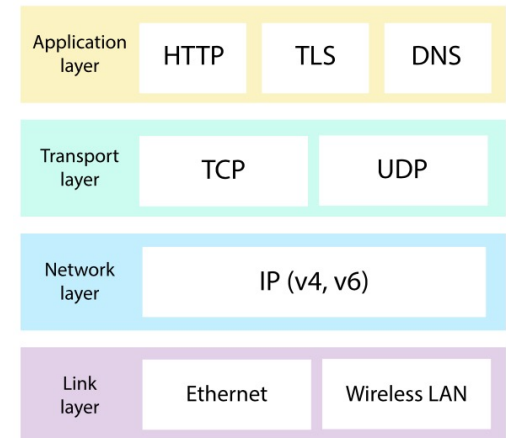 Application
layer
HTTP
TLS
DNS
Transport
layer
TCP
UDP
Network
layer
IP (v4, v6)
Link
layer
Ethernet
Wireless LAN